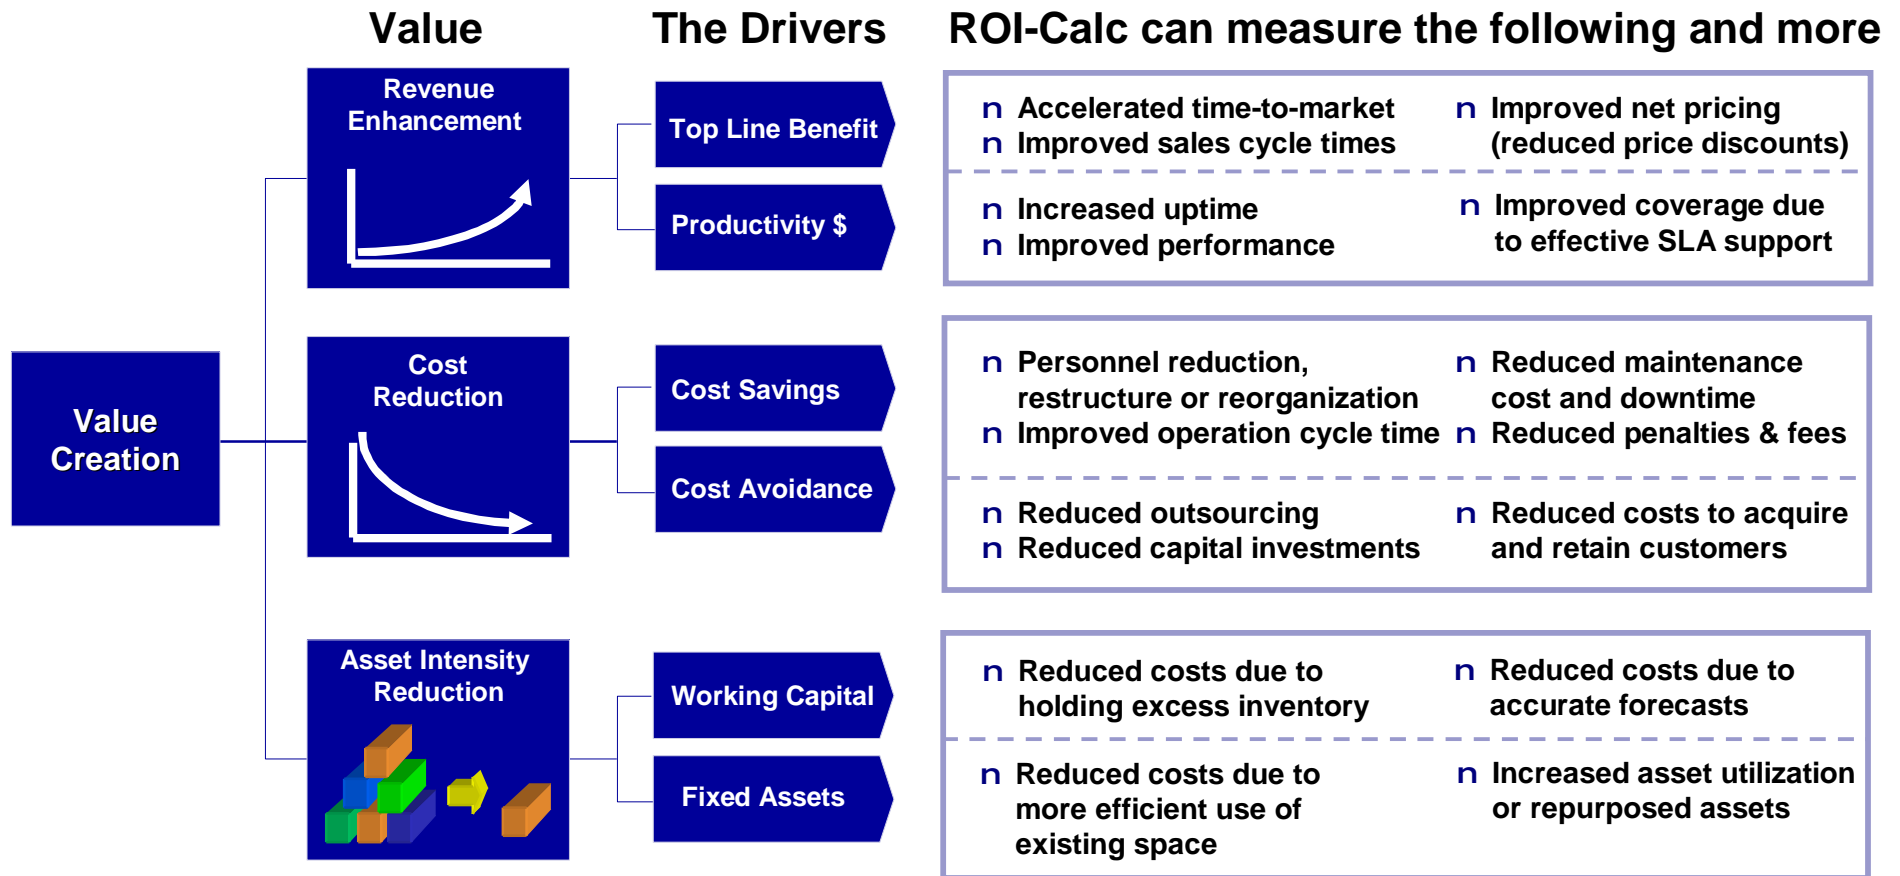 Value
The Drivers
ROI-Calc can measure the following and more
Value
Creation
Revenue
Enhancement
Top Line Benefit
n Accelerated time-to-market
n Improved sales cycle times
n Improved net pricing
(reduced price discounts)
Productivity $
n Increased uptime
n Improved performance
n Improved coverage due
to effective SLA support
Cost
Reduction
Cost Savings
n Personnel reduction,
restructure or reorganization
n Improved operation cycle time
n Reduced maintenance
cost and downtime
n Reduced penalties & fees
Cost Avoidance
n Reduced outsourcing
n Reduced capital investments
n Reduced costs to acquire
and retain customers
Asset Intensity
Reduction
Working Capital
n Reduced costs due to
holding excess inventory
n Reduced costs due to
accurate forecasts
Fixed Assets
n Reduced costs due to
more efficient use of
existing space
n Increased asset utilization
or repurposed assets